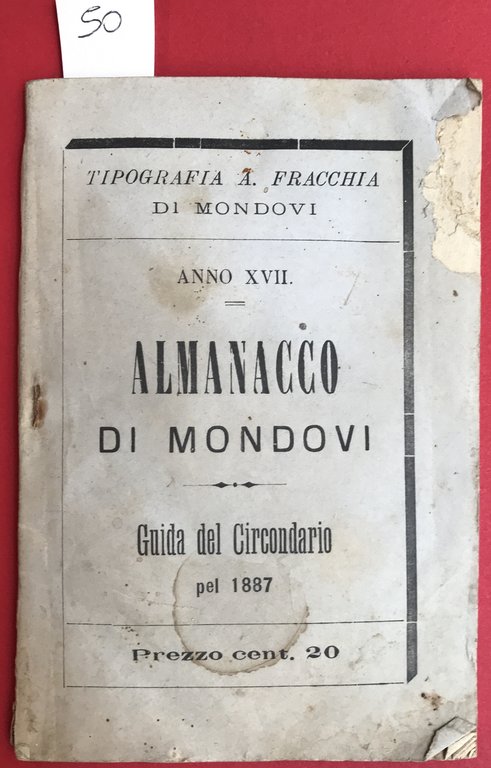 50
TIPOGRAFIA A. FRACCHIA
DI MONDOVI
ANNO XVII.
ALMANACCO
DI MONDOVI
Guida del Circondario
pel 1887
Prezzo cent. 20